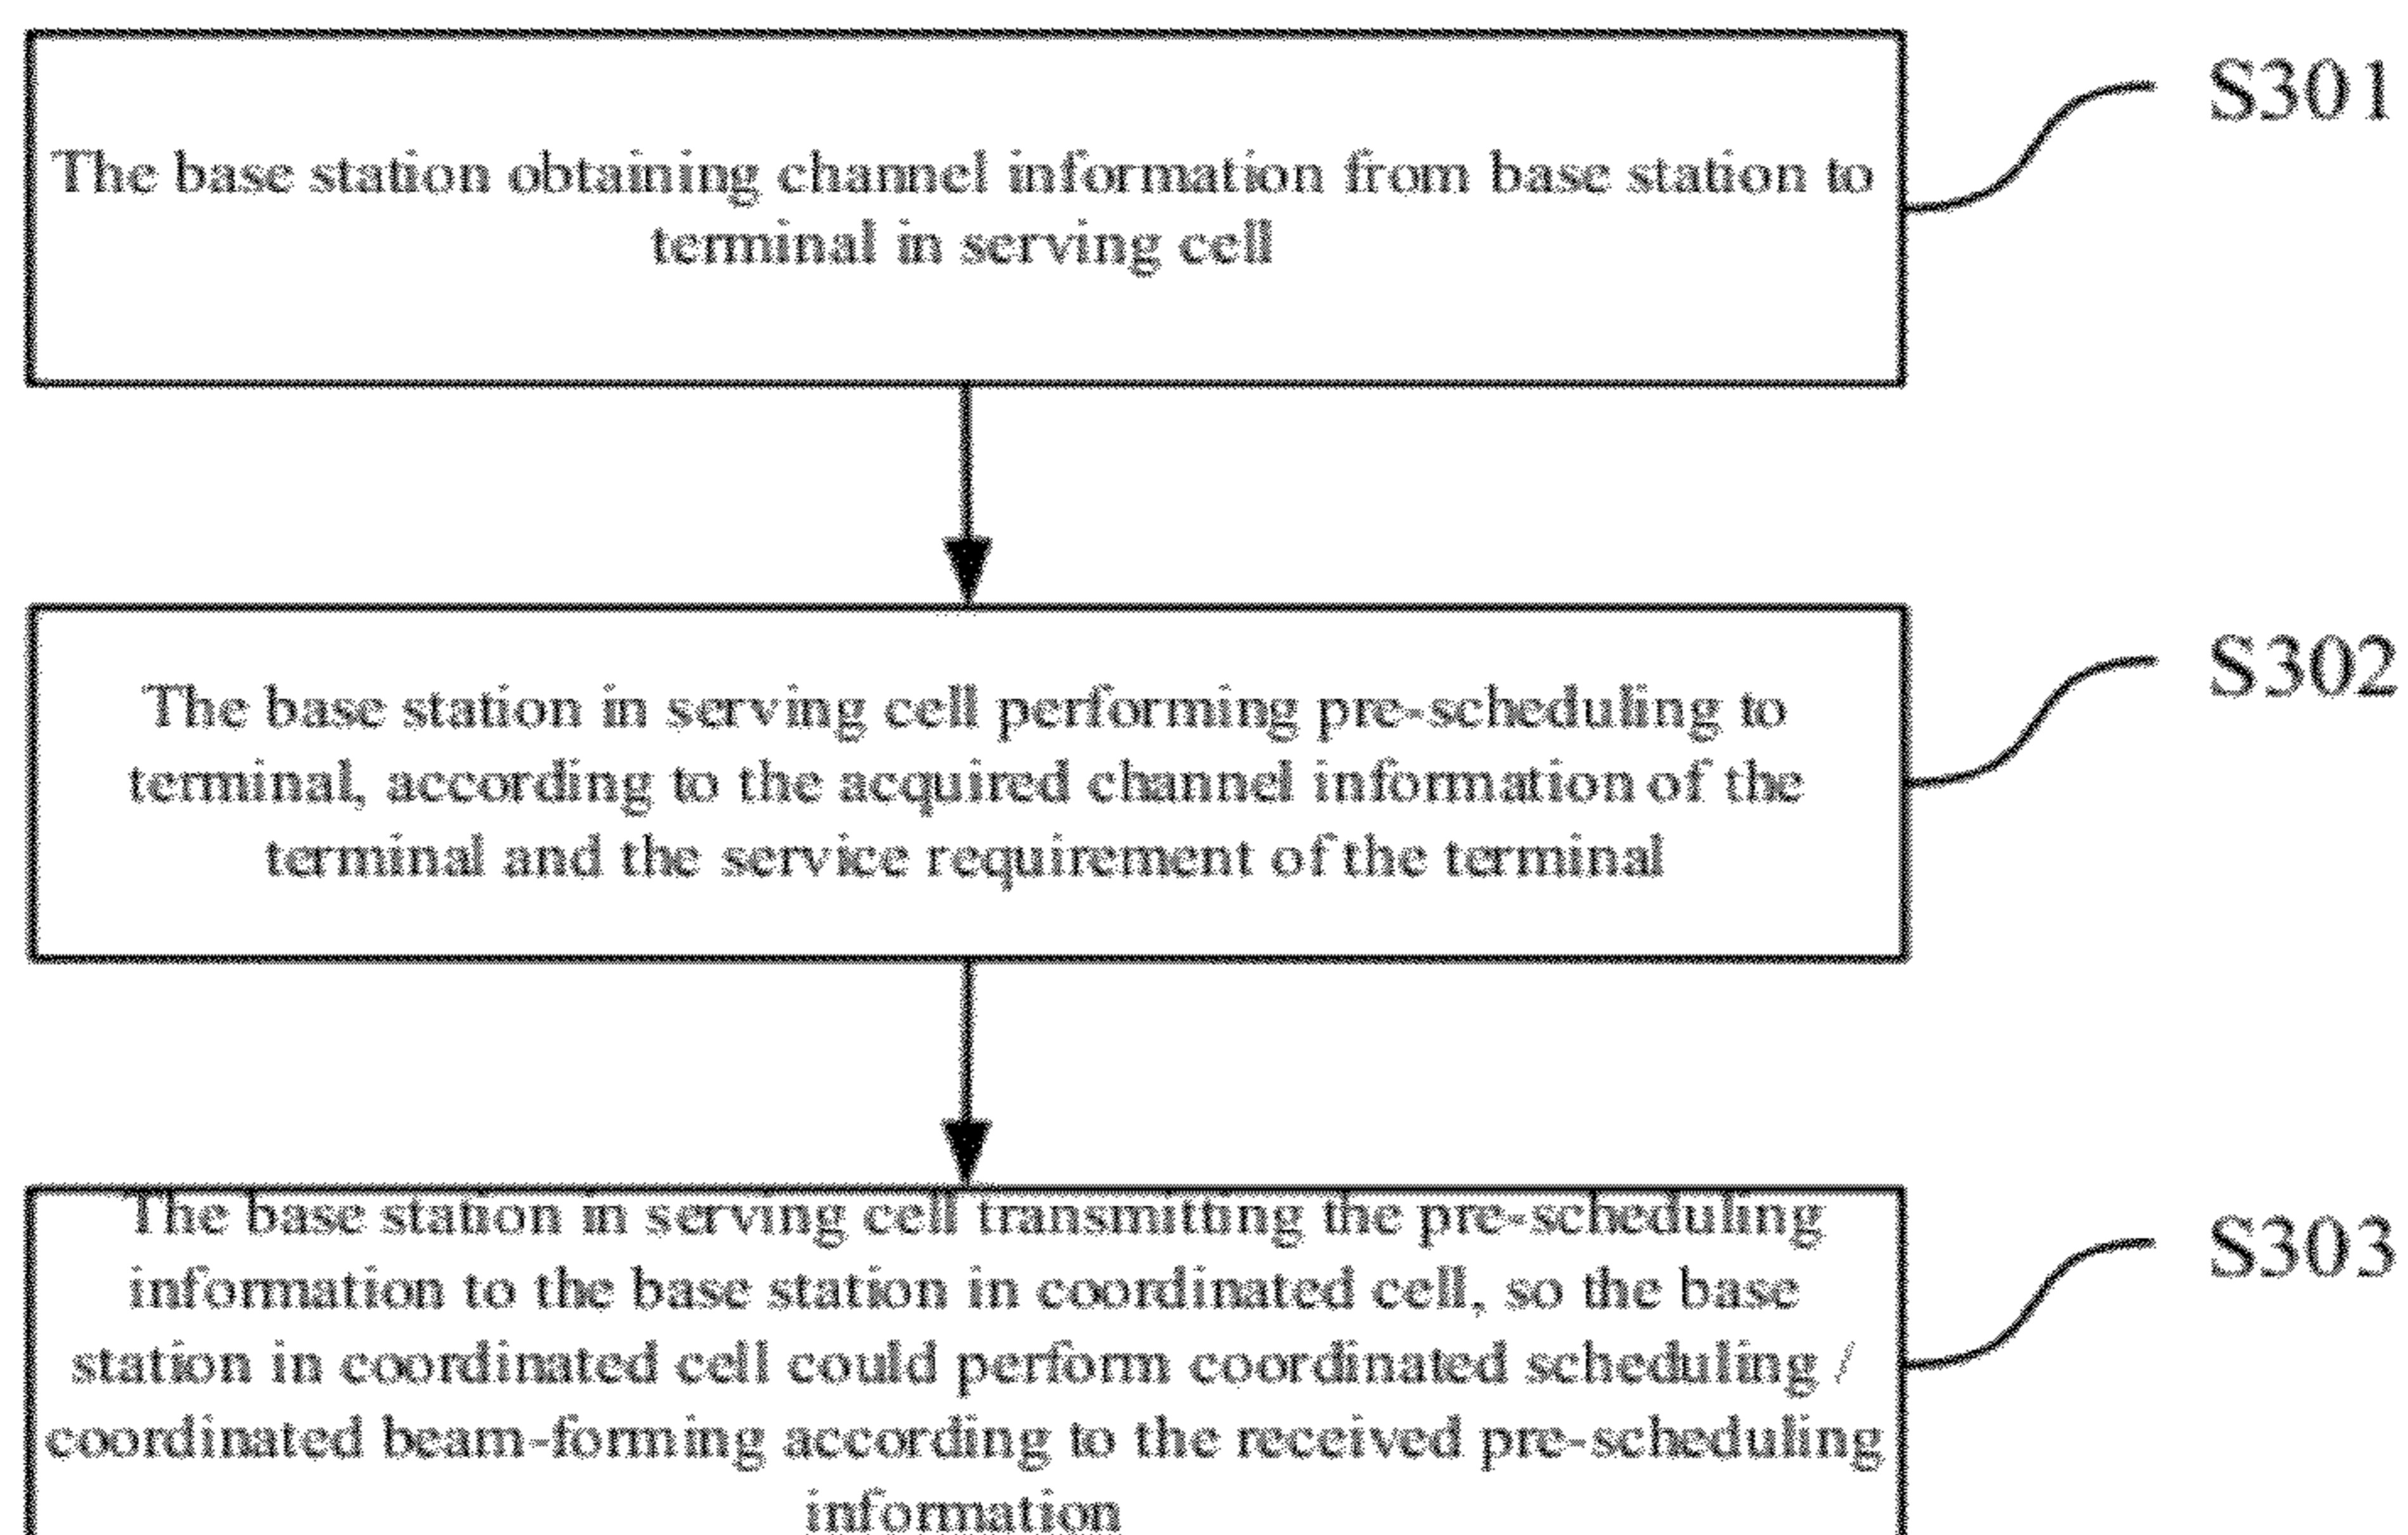 S301
The base station obtaining channel information from base station to
terminal in serving cell
S302
The base station in serving cell performing pre-scheduling to
terminal, according to the acquired channel information of the
terminal and the service requirement of the terminal
S303
The base station in serving cell transmitting the pre-scheduling
information to the base station in coordinated cell, so the base
station in coordinated cell could perform coordinated scheduling /
coordinated beam-forming according to the received pre-scheduling
information